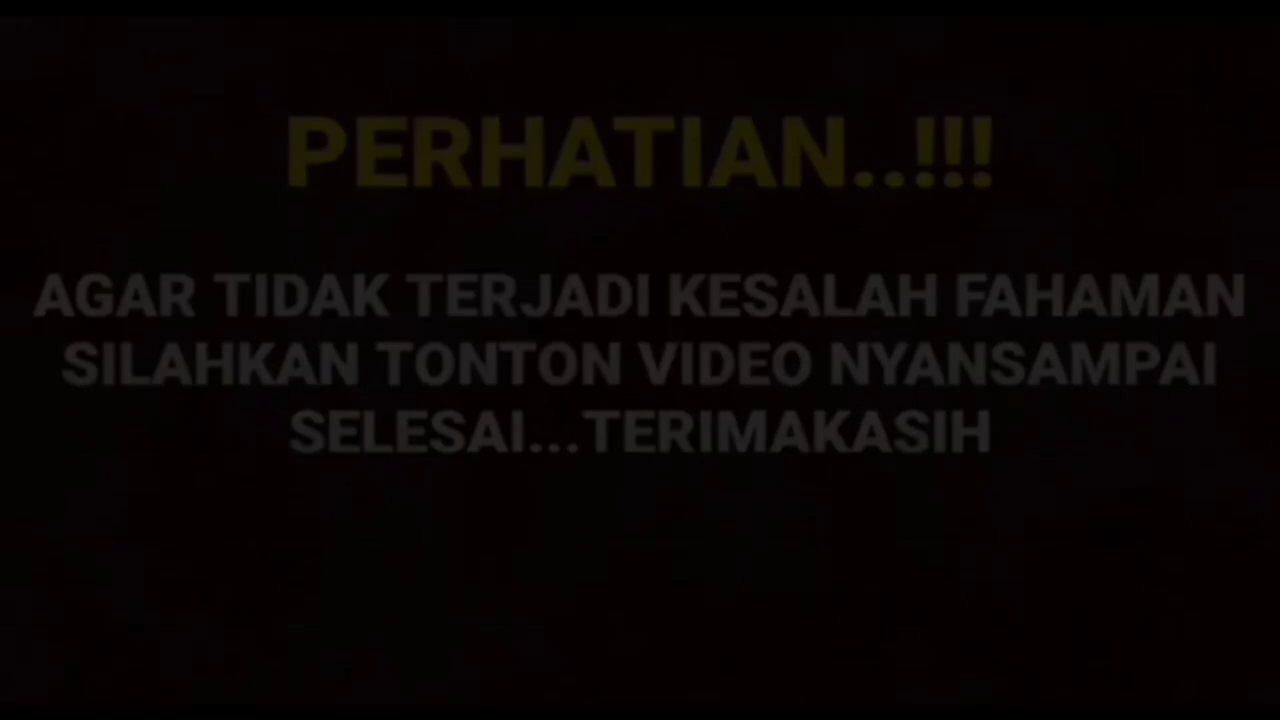 PERHATIAN..!!!
AGAR TIDAK TERJADI KESALAH FAHAMAN
SILAHKAN TONTON VIDEO NYANSAMPAI
SELESAI...TERIMAKASIH